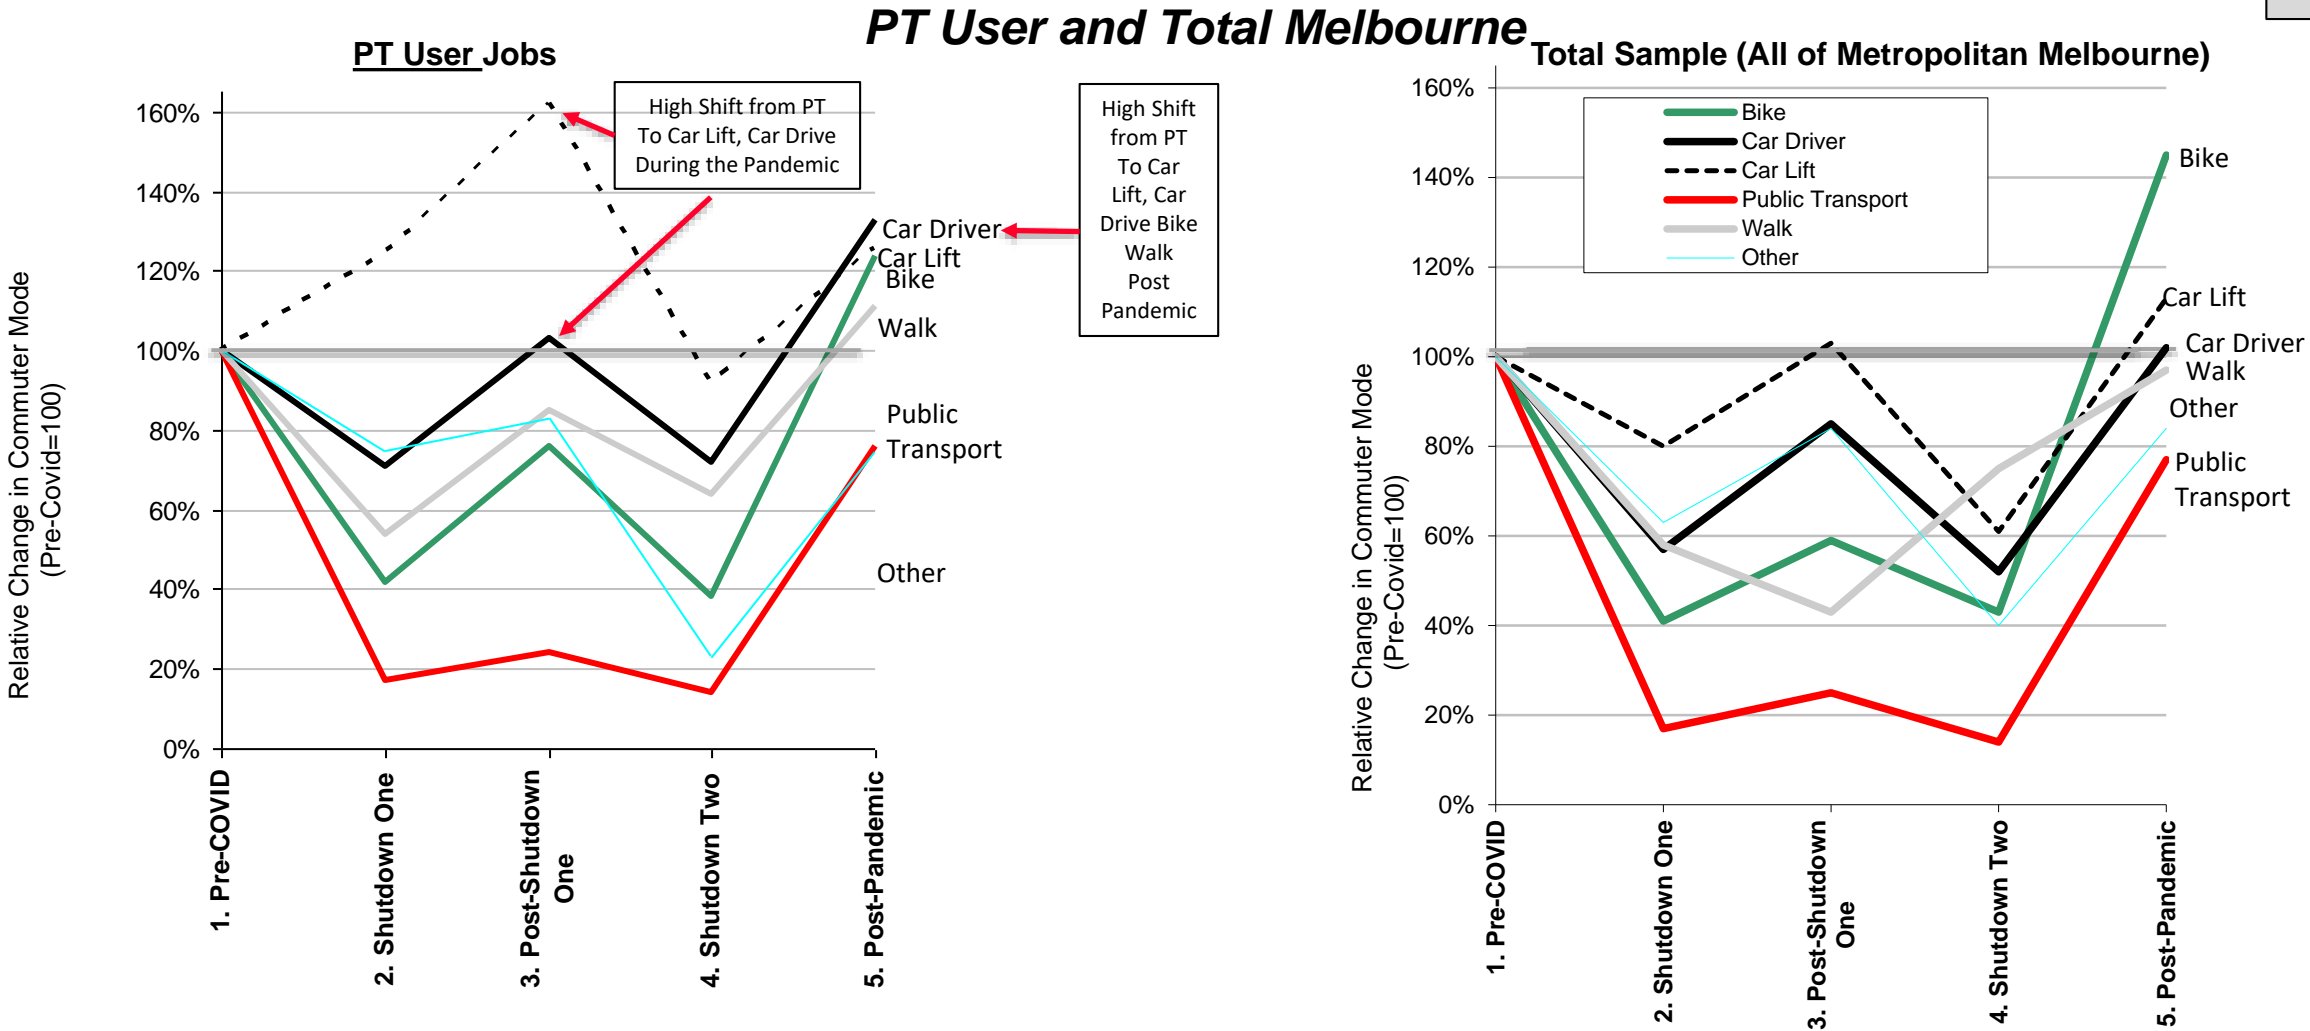 PT User and Total Melbourne
PT User Jobs
Relative Change in Commuter Mode
(Pre-Covid=100)
160%
140%
120%
100%
80%
60%
40%
20%
0%
High Shift from PT
To Car Lift, Car Drive
During the Pandemic
Car Driver
Car Lift
Bike
Walk
Public
Transport
Other
1. Pre-COVID
2. Shutdown One
3. Post-Shutdown
One
4. Shutdown Two
5. Post-Pandemic
High Shift
from PT
To Car
Lift, Car
Drive Bike
Walk
Post
Pandemic
Total Sample (All of Metropolitan Melbourne)
Relative Change in Commuter Mode
(Pre-Covid=100)
160%
140%
120%
100%
80%
60%
40%
20%
0%
Bike
Car Driver
Car Lift
Public Transport
Walk
Other
Bike
Car Lift
Car Driver
Walk
Other
Public
Transport
1. Pre-COVID
2. Shutdown One
3. Post-Shutdown
One
4. Shutdown Two
5. Post-Pandemic